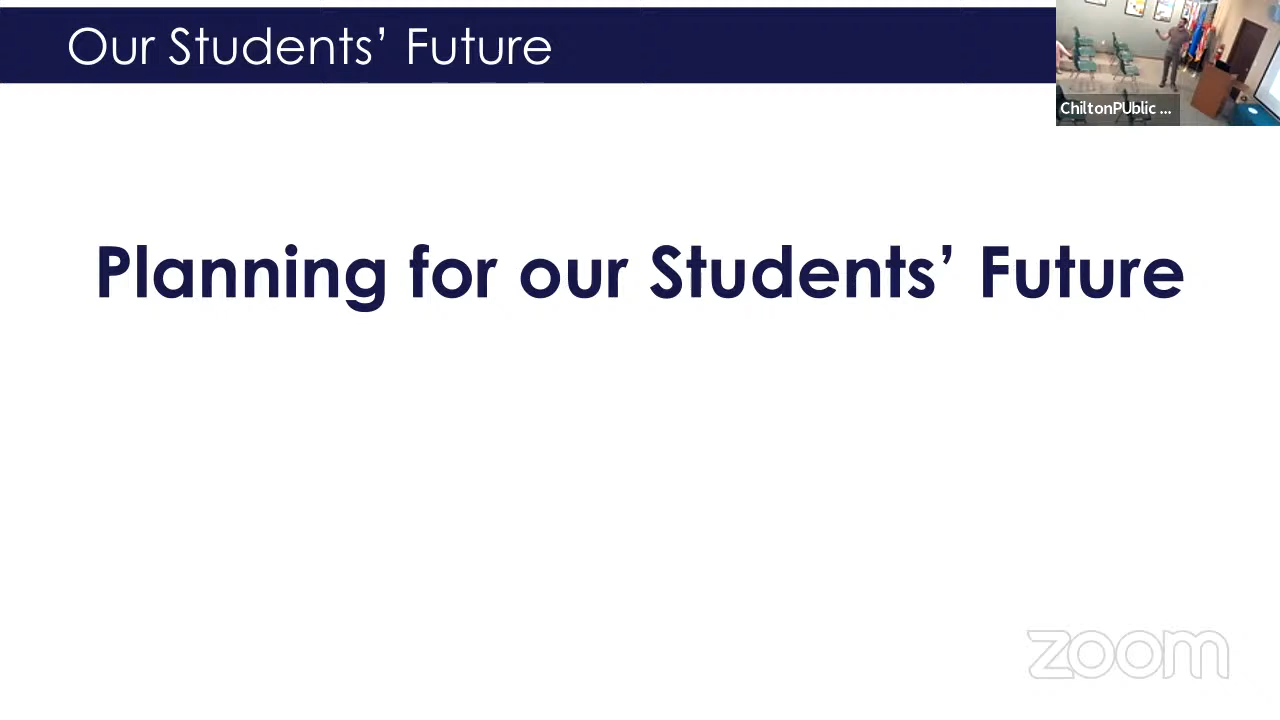 Our Students’ Future
ChiltonPUblic ...
Planning for our Students’ Future
zoom